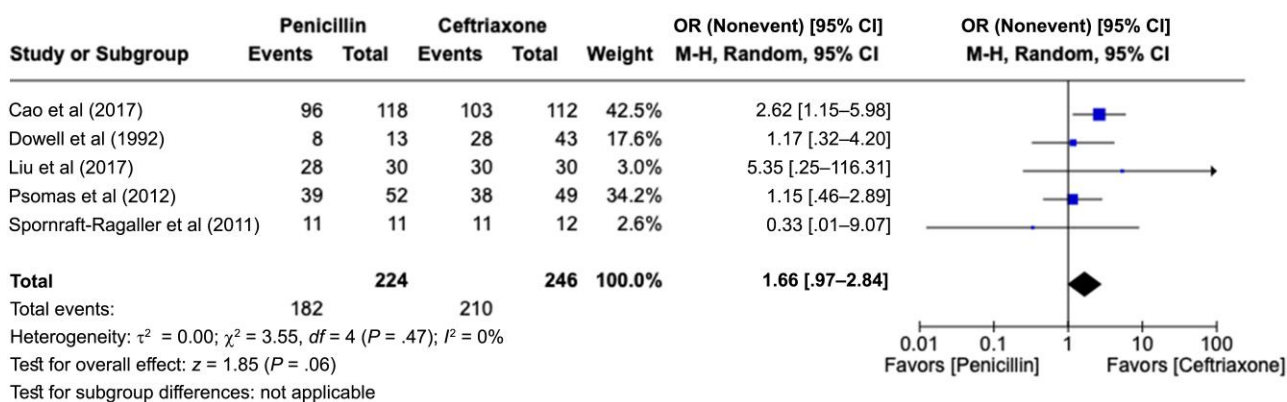 Penicillin Ceftriaxone OR (Nonevent) [95% CI] OR (Nonevent) [95% CI]
Study or Subgroup Events Total Events Total Weight M-H, Random, 95% CI M-H, Random, 95% CI
Cao et al (2017) 96 118 103 112 42.5% 2.62 [1.15–5.98]
Dowell et al (1992) 8 13 28 43 17.6% 1.17 [.32–4.20]
Liu et al (2017) 28 30 30 30 3.0% 5.35 [.25–116.31]
Psomas et al (2012) 39 52 38 49 34.2% 1.15 [.46–2.89]
Spornraft-Ragaller et al (2011) 11 11 11 12 2.6% 0.33 [.01–9.07]
Total 224 246 100.0% 1.66 [.97–2.84]
Total events: 182 210
Heterogeneity: τ² = 0.00; χ² = 3.55, df = 4 (P = .47); I² = 0%
Test for overall effect: z = 1.85 (P = .06)
Test for subgroup differences: not applicable
0.01 0.1 1 10 100
Favors [Penicillin] Favors [Ceftriaxone]